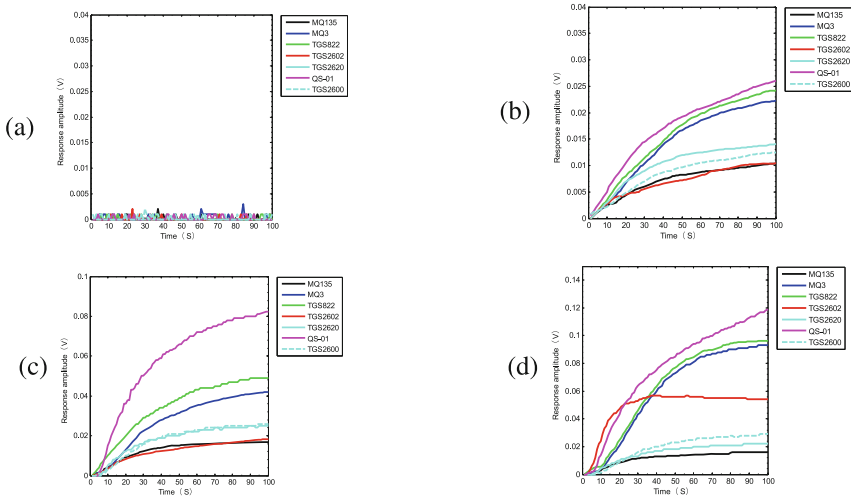 (a)
Response amplitude（V）
0.04
0.035
0.03
0.025
0.02
0.015
0.01
0.005
0
0 10 20 30 40 50 60 70 80 90 100
Time（S）
MQ135
MQ3
TGS822
TGS2602
TGS2620
QS-01
TGS2600
(b)
Response amplitude（V）
0.04
0.035
0.03
0.025
0.02
0.015
0.01
0.005
0
0 10 20 30 40 50 60 70 80 90 100
Time（S）
MQ135
MQ3
TGS822
TGS2602
TGS2620
QS-01
TGS2600
(c)
Response amplitude（V）
0.1
0.08
0.06
0.04
0.02
0
0 10 20 30 40 50 60 70 80 90 100
Time（S）
MQ135
MQ3
TGS822
TGS2602
TGS2620
QS-01
TGS2600
(d)
Response amplitude（V）
0.14
0.12
0.1
0.08
0.06
0.04
0.02
0
0 10 20 30 40 50 60 70 80 90 100
Time（S）
MQ135
MQ3
TGS822
TGS2602
TGS2620
QS-01
TGS2600